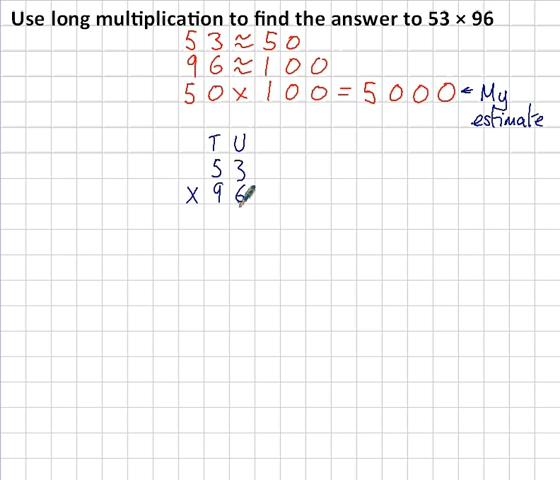 Use long multiplication to find the answer to 53 × 96
53≈50
96≈100
50×100=5000 ← My
estimate
T U
5 3
× 9 6